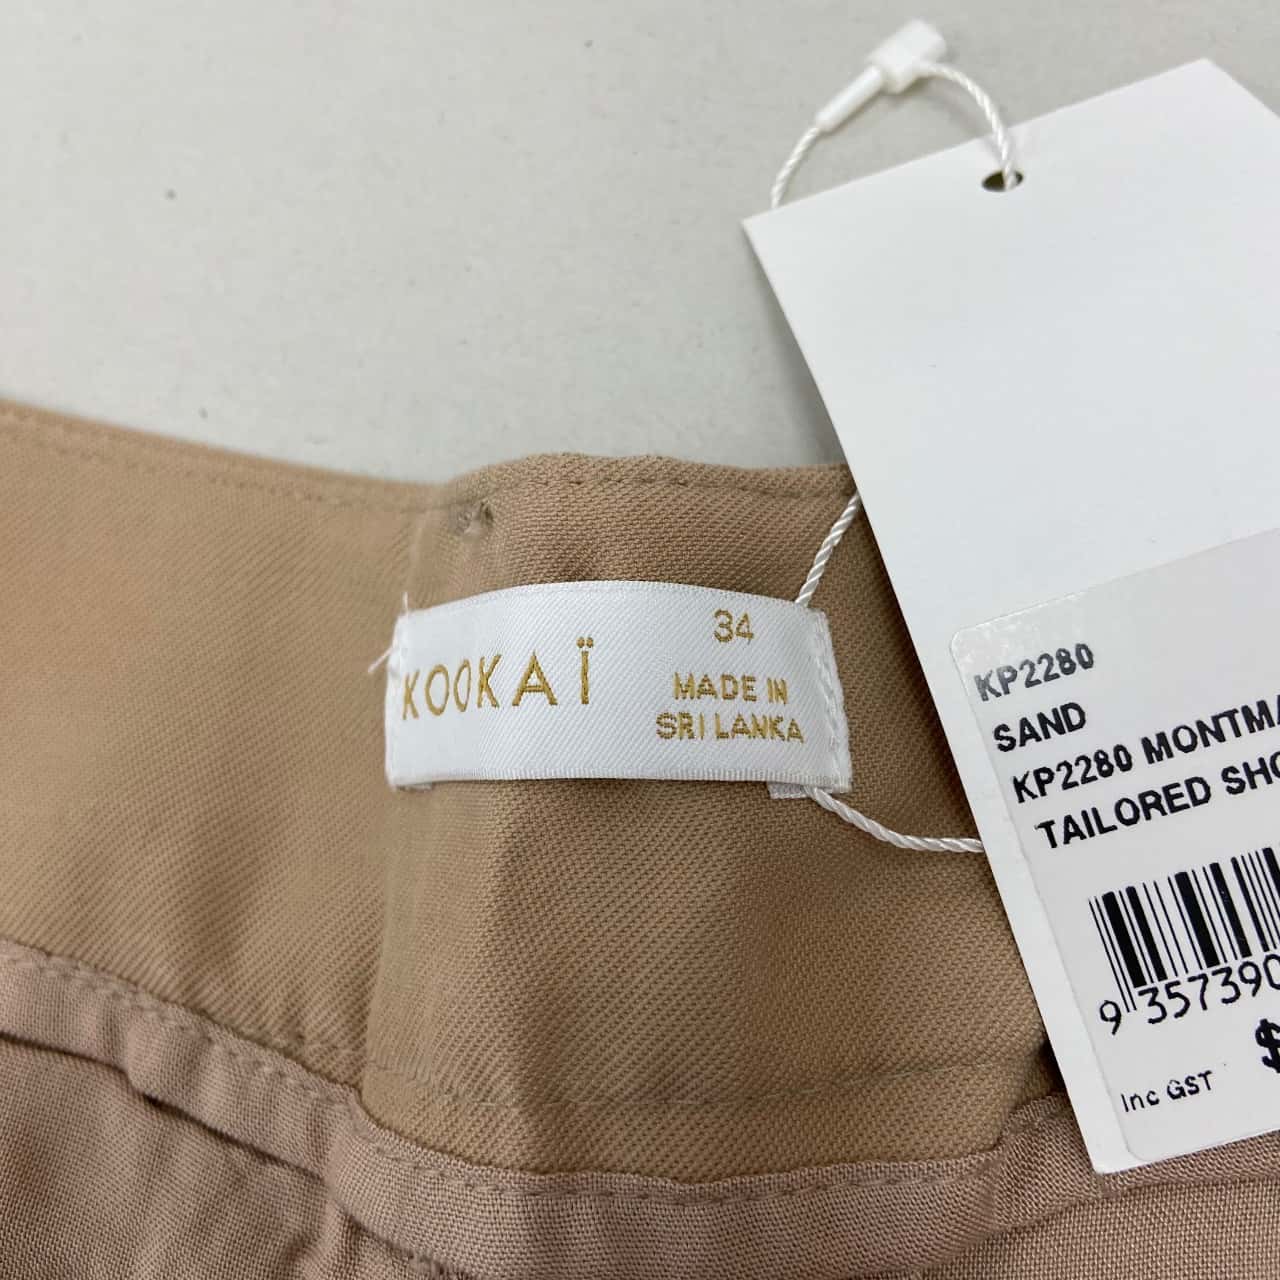 KOOKAÏ
34
MADE IN
SRI LANKA
KP2280
SAND
KP2280 MONTMA
TAILORED SHO
9 357390
$
Inc GST